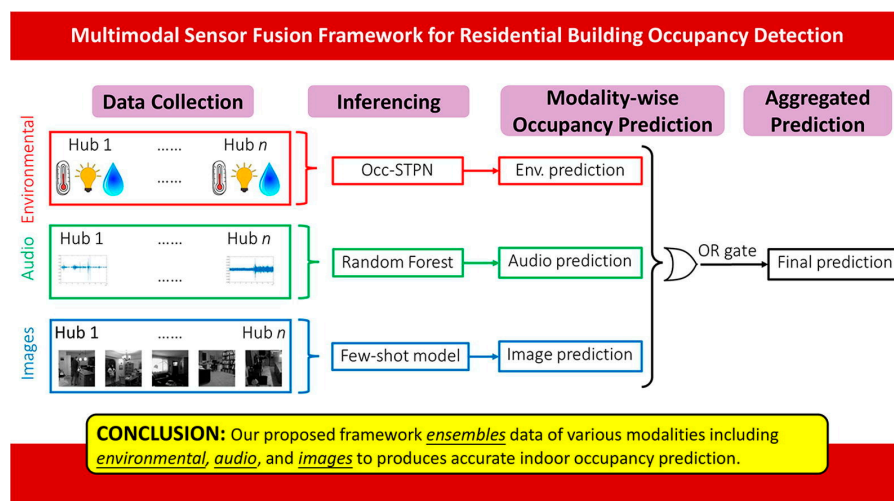 Multimodal Sensor Fusion Framework for Residential Building Occupancy Detection
Data Collection
Inferencing
Modality-wise
Occupancy Prediction
Aggregated
Prediction
Environmental
Hub 1 ...... Hub n
......
Occ-STPN
Env. prediction
Audio
Hub 1 ...... Hub n
......
Random Forest
Audio prediction
OR gate
Final prediction
Images
Hub 1 ...... Hub n
Few-shot model
Image prediction
CONCLUSION: Our proposed framework ensembles data of various modalities including
environmental, audio, and images to produces accurate indoor occupancy prediction.